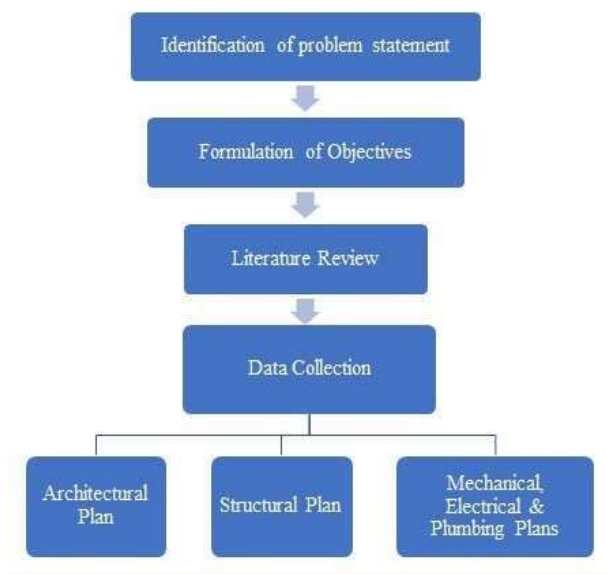 Identification of problem statement
Formulation of Objectives
Literature Review
Data Collection
Architectural
Plan
Structural Plan
Mechanical,
Electrical &
Plumbing Plans